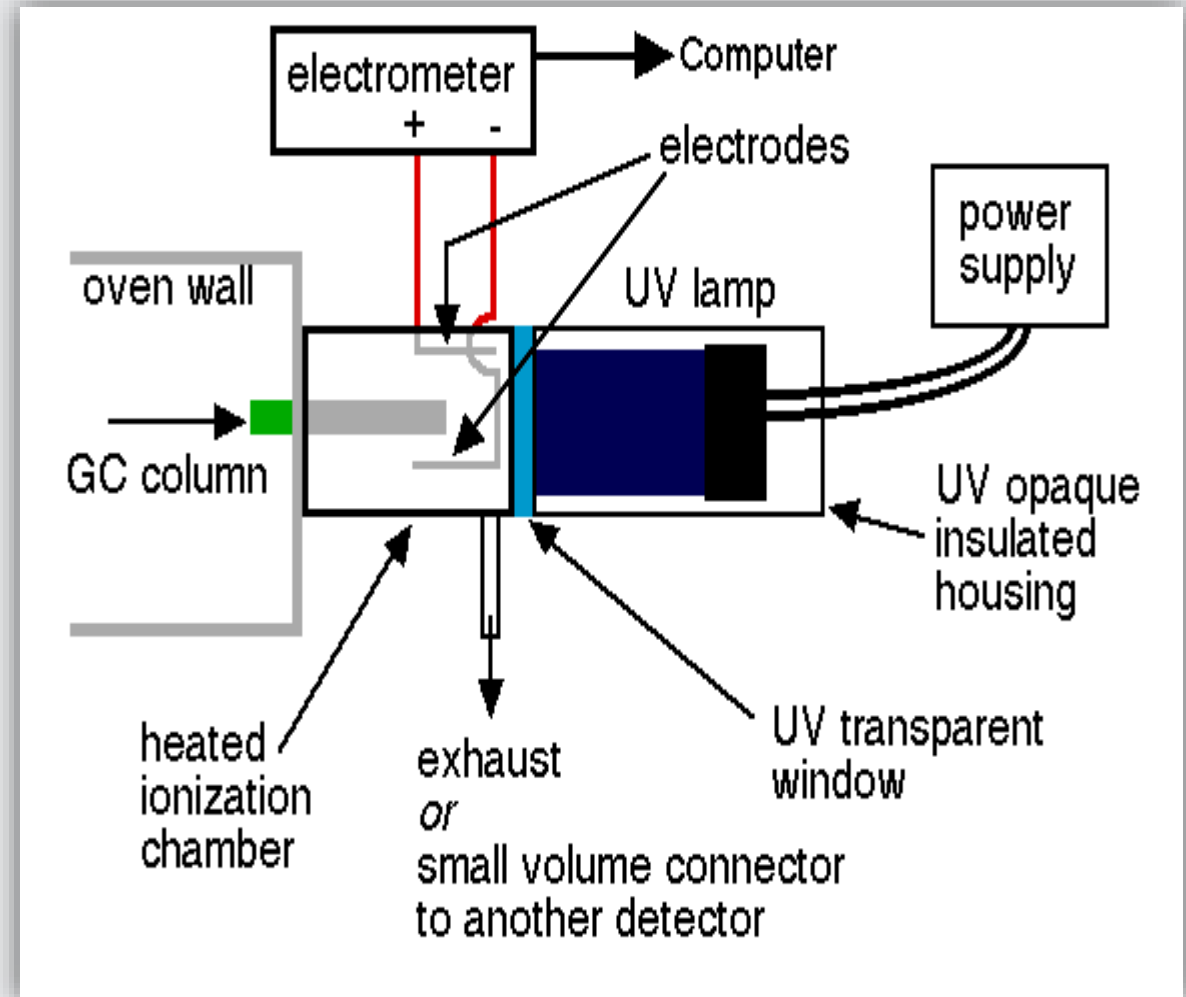 electrometer
+ -
Computer
electrodes
power
supply
oven wall
UV lamp
GC column
UV opaque
insulated
housing
heated
ionization
chamber
exhaust
or
small volume connector
to another detector
UV transparent
window